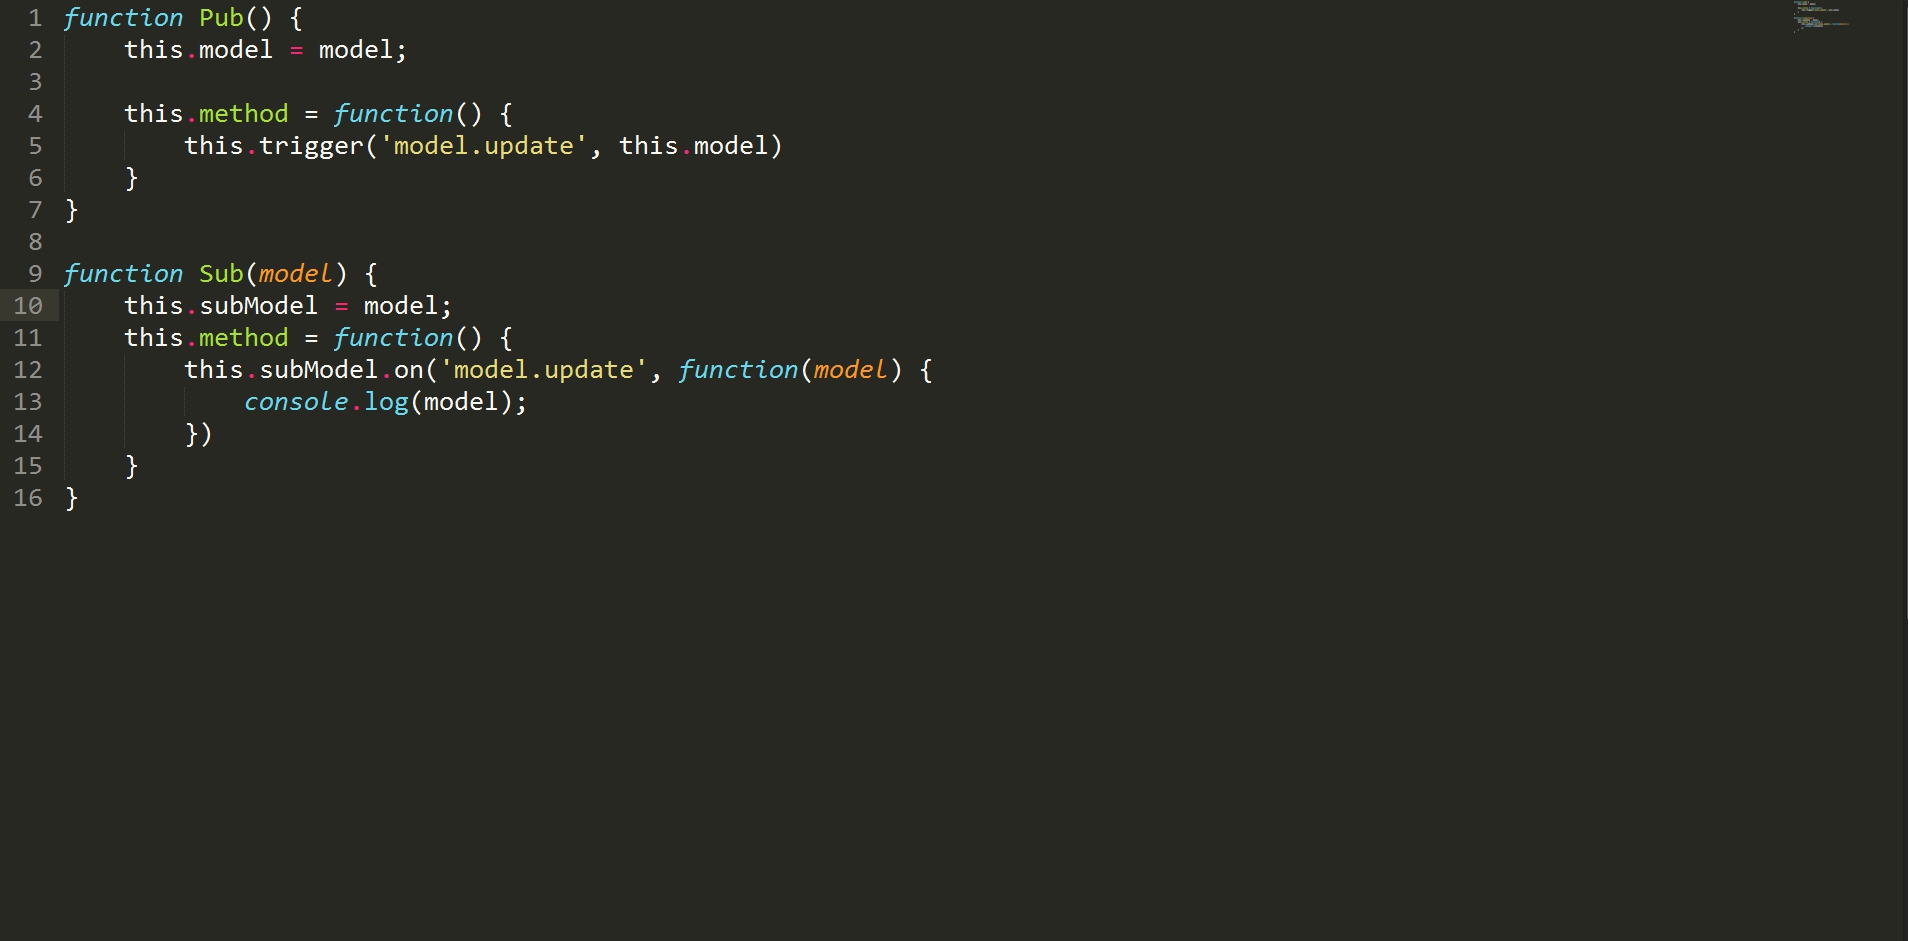 1 function Pub() {
2     this.model = model;
3
4     this.method = function() {
5         this.trigger('model.update', this.model)
6     }
7 }
8
9 function Sub(model) {
10     this.subModel = model;
11     this.method = function() {
12         this.subModel.on('model.update', function(model) {
13             console.log(model);
14         })
15     }
16 }